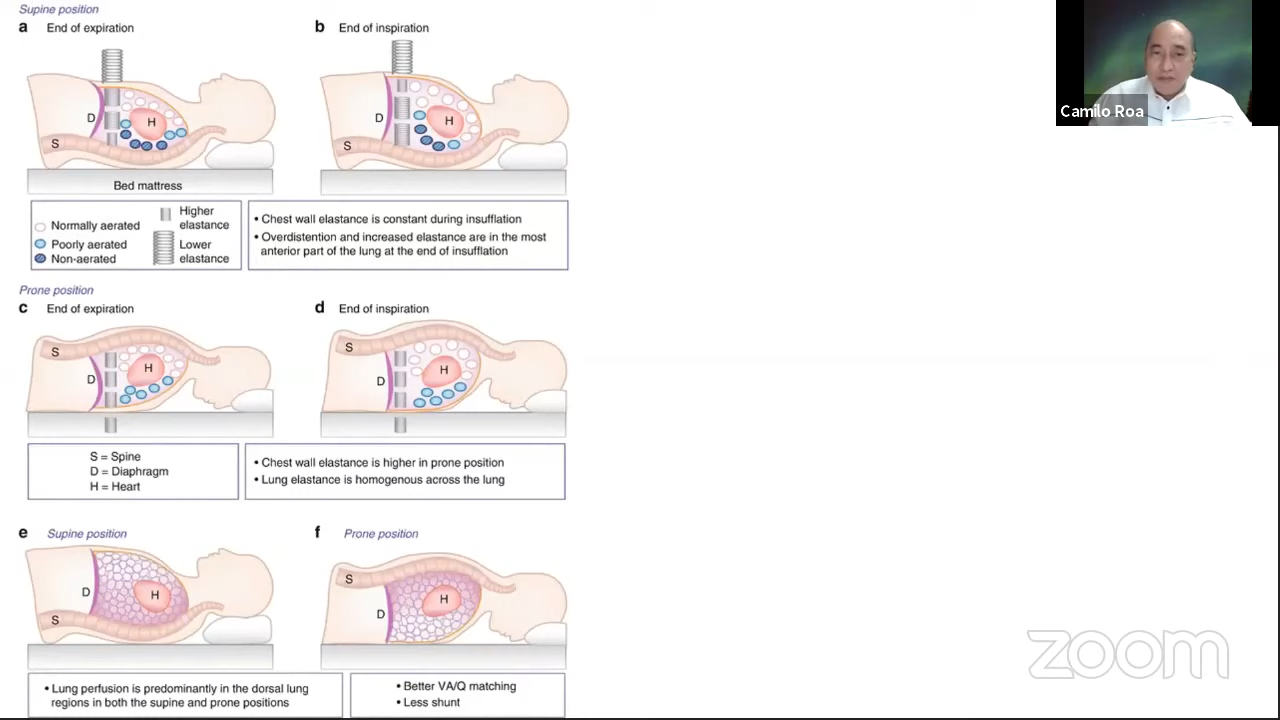 Supine position
a End of expiration
b End of inspiration
D
H
S
D
H
S
Bed mattress
Normally aerated
Poorly aerated
Non-aerated
Higher
elastance
Lower
elastance
• Chest wall elastance is constant during insufflation
• Overdistention and increased elastance are in the most
anterior part of the lung at the end of insufflation
Prone position
c End of expiration
d End of inspiration
S
D
H
S
D
H
S = Spine
D = Diaphragm
H = Heart
• Chest wall elastance is higher in prone position
• Lung elastance is homogenous across the lung
e Supine position
f Prone position
D
H
S
S
D
H
• Lung perfusion is predominantly in the dorsal lung
regions in both the supine and prone positions
• Better VA/Q matching
• Less shunt
Camilo Roa
zoom